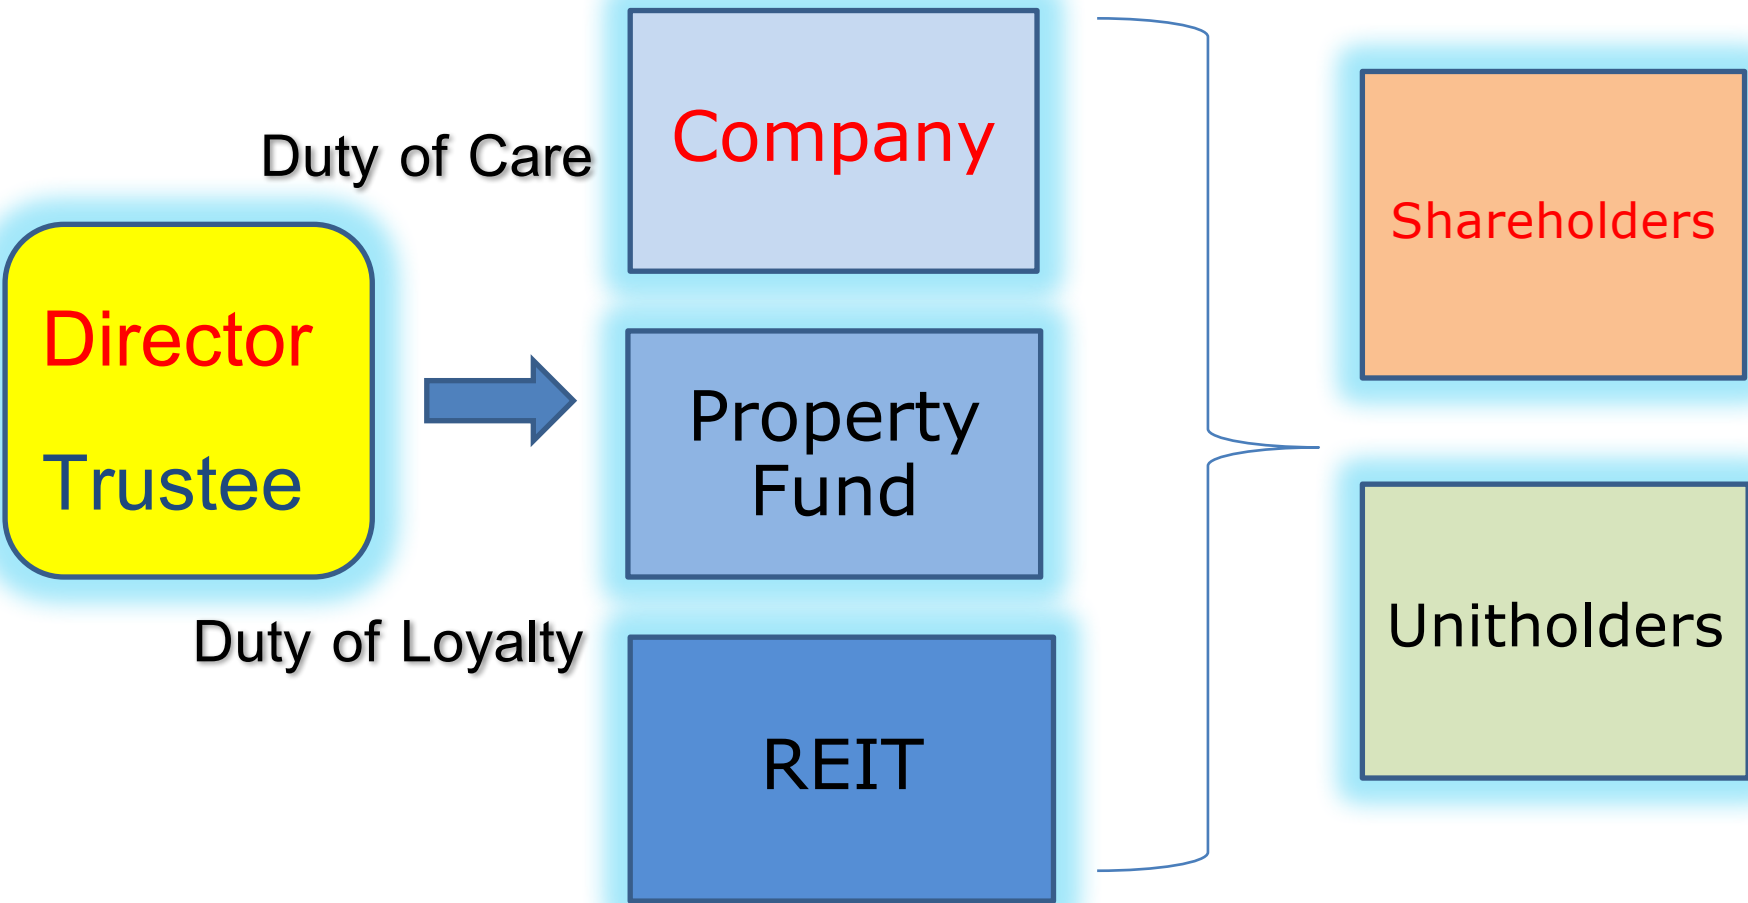 Duty of Care
Director
Trustee
Duty of Loyalty
Company
Property
Fund
REIT
Shareholders
Unitholders